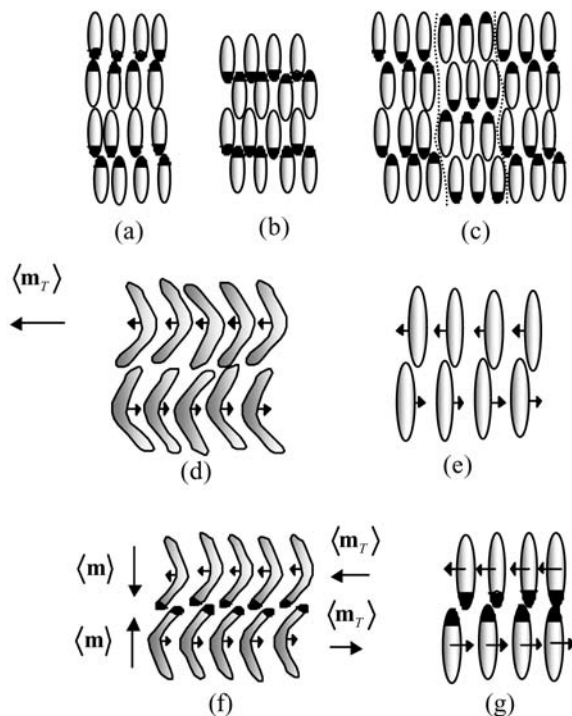 (a)
(b)
(c)
⟨m_T⟩
(d)
(e)
⟨m⟩
⟨m_T⟩
⟨m⟩
⟨m_T⟩
(f)
(g)